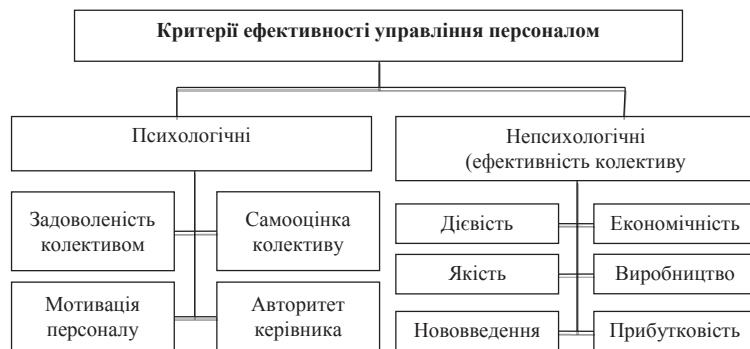 Критерії ефективності управління персоналом
Психологічні
Непсихологічні
(ефективність колективу
Задоволеність
колективом
Самооцінка
колективу
Мотивація
персоналу
Авторитет
керівника
Дієвість
Економічність
Якість
Виробництво
Нововведення
Прибутковість